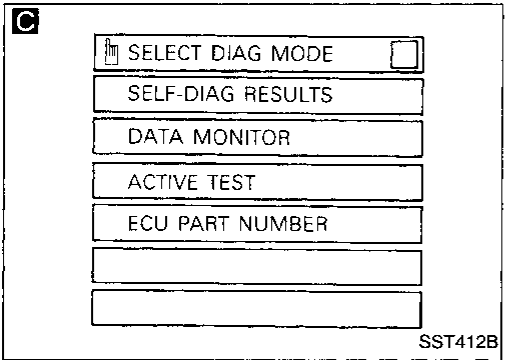 C
SELECT DIAG MODE
SELF-DIAG RESULTS
DATA MONITOR
ACTIVE TEST
ECU PART NUMBER
SST412B